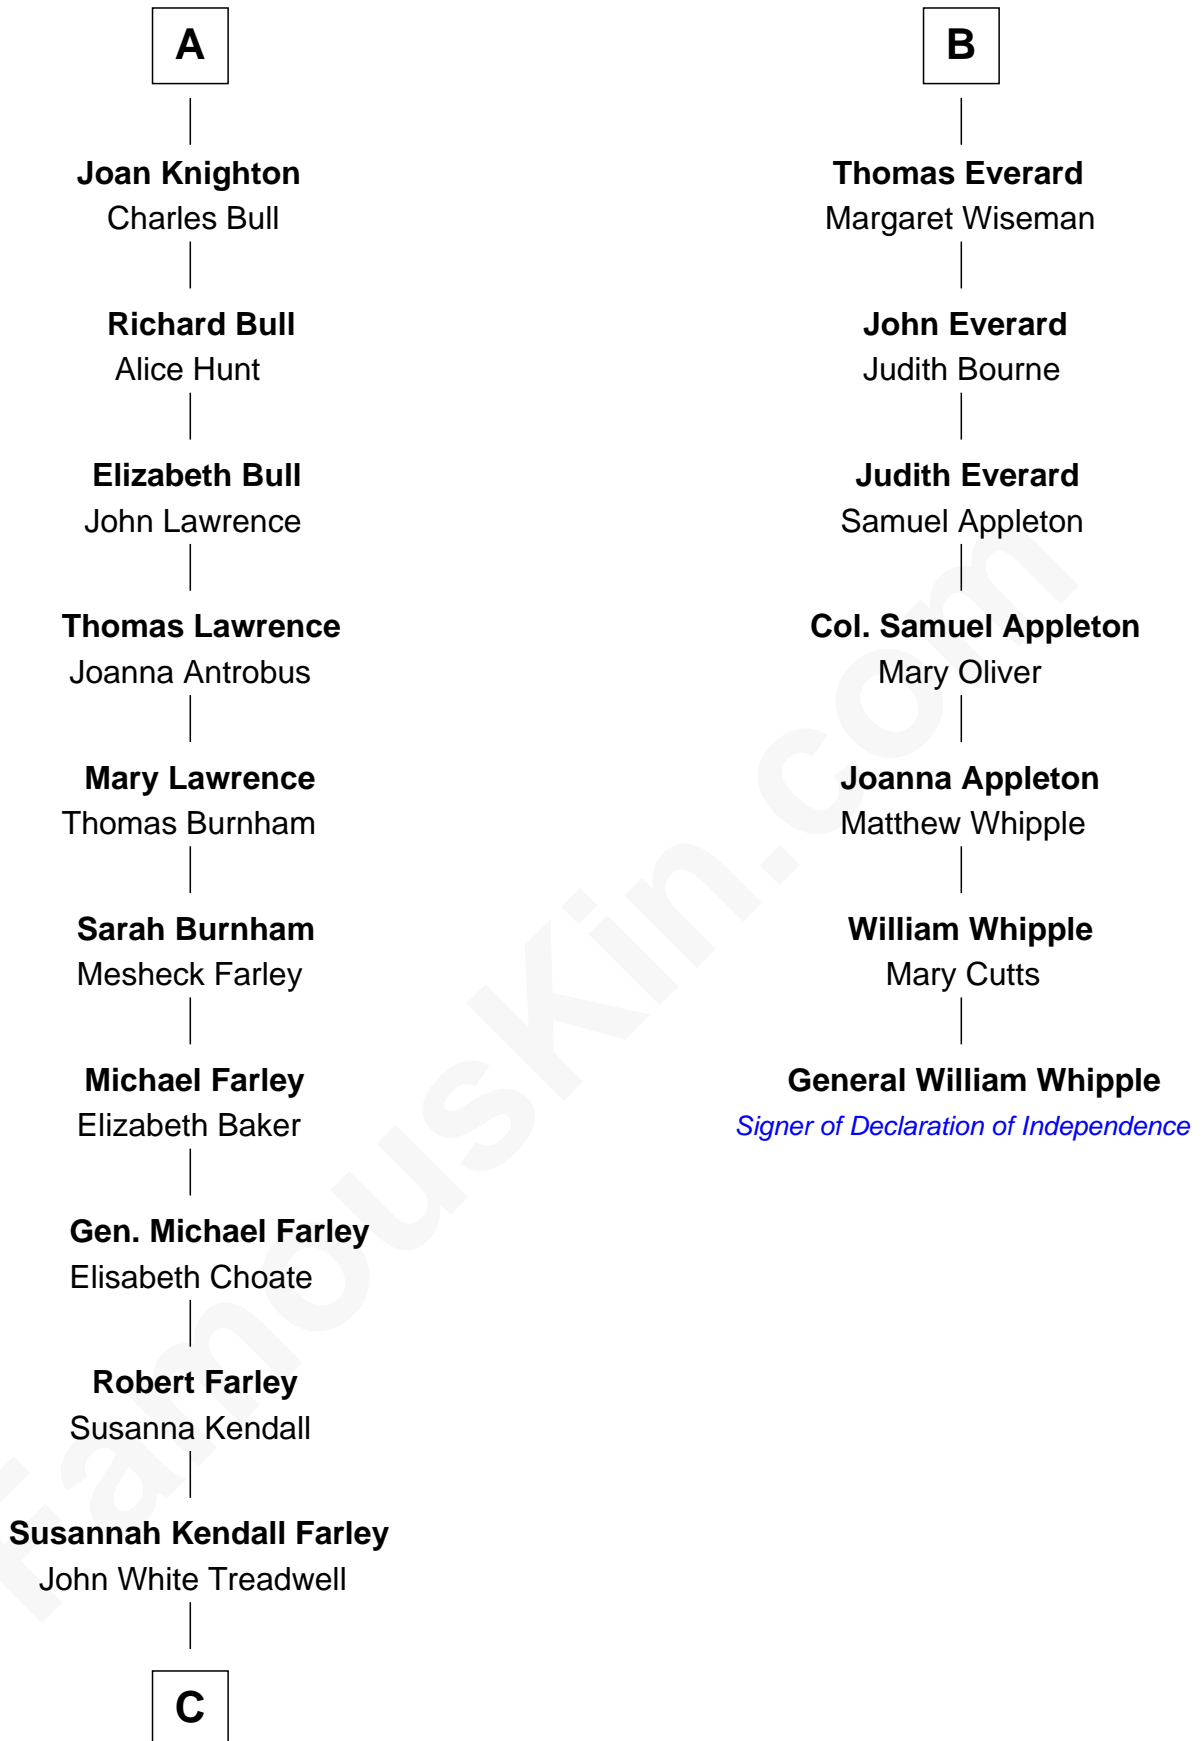 A
Joan Knighton
Charles Bull
Richard Bull
Alice Hunt
Elizabeth Bull
John Lawrence
Thomas Lawrence
Joanna Antrobus
Mary Lawrence
Thomas Burnham
Sarah Burnham
Mesheck Farley
Michael Farley
Elizabeth Baker
Gen. Michael Farley
Elisabeth Choate
Robert Farley
Susanna Kendall
Susannah Kendall Farley
John White Treadwell
C
B
Thomas Everard
Margaret Wiseman
John Everard
Judith Bourne
Judith Everard
Samuel Appleton
Col. Samuel Appleton
Mary Oliver
Joanna Appleton
Matthew Whipple
William Whipple
Mary Cutts
General William Whipple
Signer of Declaration of Independence
FamousKin.com